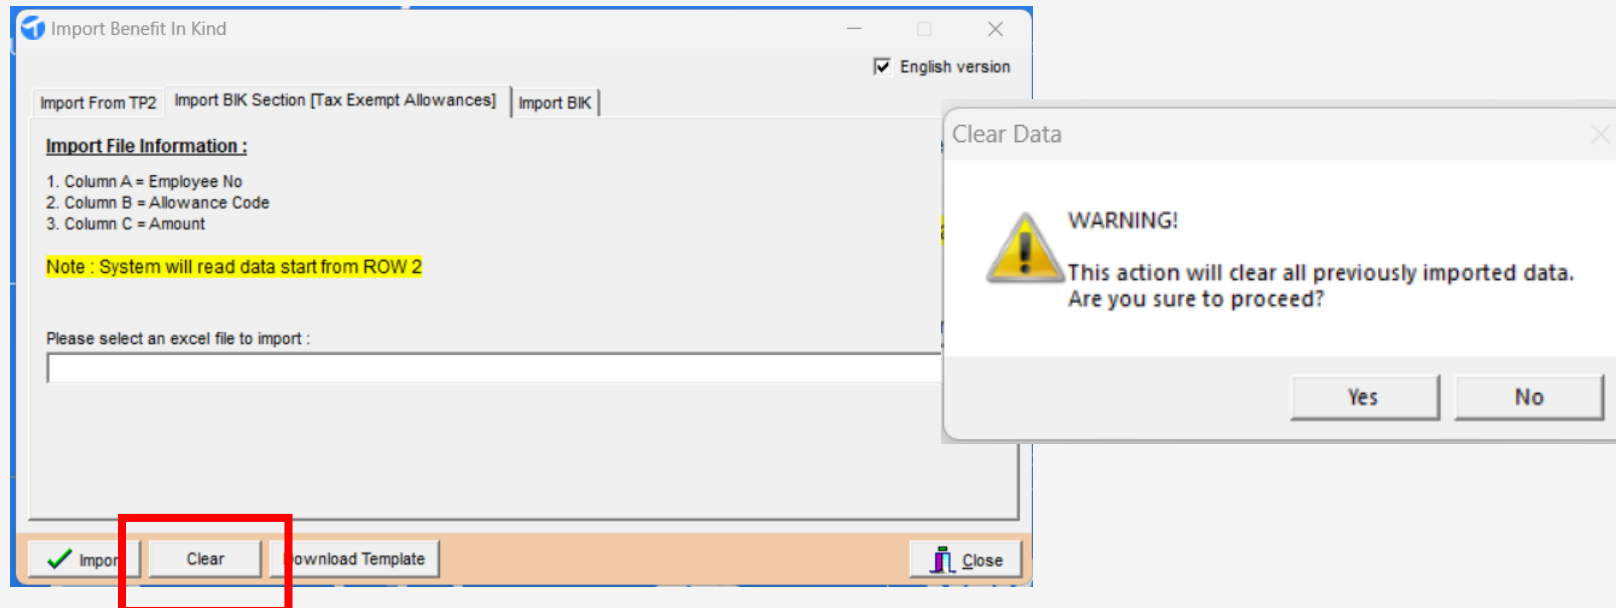 Import Benefit In Kind
English version
Import From TP2
Import BIK Section [Tax Exempt Allowances]
Import BIK
Import File Information :
1. Column A = Employee No
2. Column B = Allowance Code
3. Column C = Amount
Note : System will read data start from ROW 2
Please select an excel file to import :
Import
Clear
Download Template
Close
Clear Data
WARNING!
This action will clear all previously imported data.
Are you sure to proceed?
Yes
No